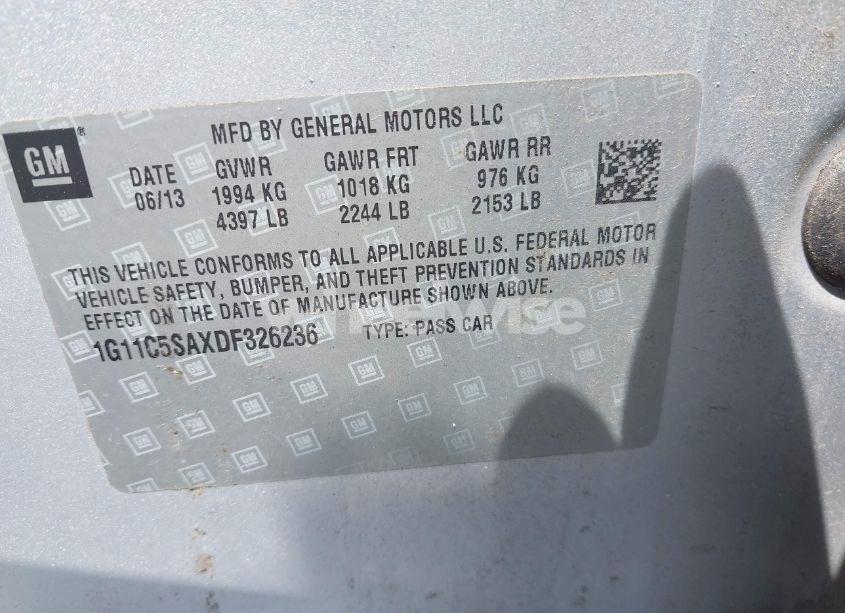 GM
MFD BY GENERAL MOTORS LLC
DATE GVWR GAWR FRT GAWR RR
06/13 1994 KG 1018 KG 976 KG
4397 LB 2244 LB 2153 LB
THIS VEHICLE CONFORMS TO ALL APPLICABLE U.S. FEDERAL MOTOR
VEHICLE SAFETY, BUMPER, AND THEFT PREVENTION STANDARDS IN
EFFECT ON THE DATE OF MANUFACTURE SHOWN ABOVE.
1G11C5SAXDF326236 TYPE: PASS CAR